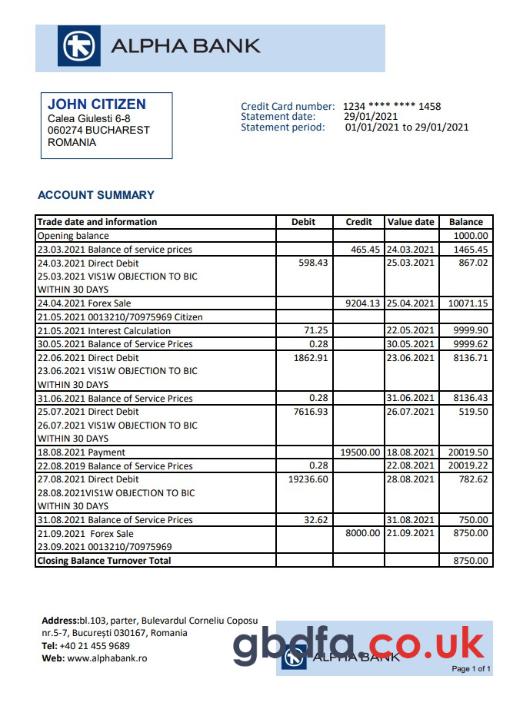 ALPHA BANK
JOHN CITIZEN
Calea Giulesti 6-8
060274 BUCHAREST
ROMANIA
Credit Card number: 1234 **** **** 1458
Statement date: 29/01/2021
Statement period: 01/01/2021 to 29/01/2021
ACCOUNT SUMMARY
Trade date and information Debit Credit Value date Balance
Opening balance 1000.00
23.03.2021 Balance of service prices 465.45 24.03.2021 1465.45
24.03.2021 Direct Debit 598.43 25.03.2021 867.02
25.03.2021 VIS1W OBJECTION TO BIC
WITHIN 30 DAYS
24.04.2021 Forex Sale 9204.13 25.04.2021 10071.15
21.05.2021 0013210/70975969 Citizen
21.05.2021 Interest Calculation 71.25 22.05.2021 9999.90
30.05.2021 Balance of Service Prices 0.28 30.05.2021 9999.62
22.06.2021 Direct Debit 1862.91 23.06.2021 8136.71
23.06.2021 VIS1W OBJECTION TO BIC
WITHIN 30 DAYS
31.06.2021 Balance of Service Prices 0.28 31.06.2021 8136.43
25.07.2021 Direct Debit 7616.93 26.07.2021 519.50
26.07.2021 VIS1W OBJECTION TO BIC
WITHIN 30 DAYS
18.08.2021 Payment 19500.00 18.08.2021 20019.50
22.08.2019 Balance of Service Prices 0.28 22.08.2021 20019.22
27.08.2021 Direct Debit 19236.60 28.08.2021 782.62
28.08.2021VIS1W OBJECTION TO BIC
WITHIN 30 DAYS
31.08.2021 Balance of Service Prices 32.62 31.08.2021 750.00
21.09.2021 Forex Sale 8000.00 21.09.2021 8750.00
23.09.2021 0013210/70975969
Closing Balance Turnover Total 8750.00
Address:bl.103, parter, Bulevardul Corneliu Coposu
nr.5-7, București 030167, Romania
Tel: +40 21 455 9689
Web: www.alphabank.ro
gbdfa.co.uk
ALPHA BANK
Page 1 of 1